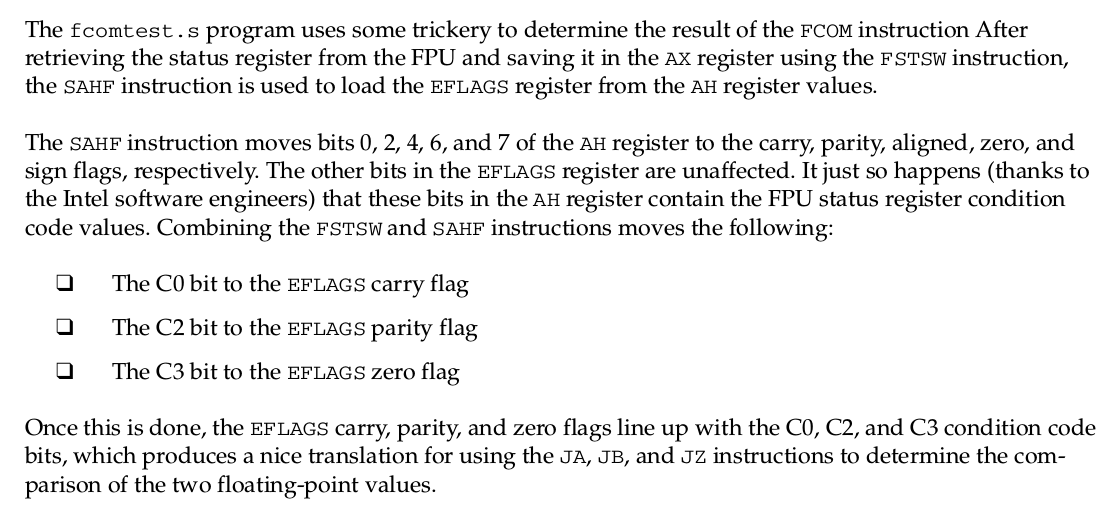 The fcomtest.s program uses some trickery to determine the result of the FCOM instruction After
retrieving the status register from the FPU and saving it in the AX register using the FSTSW instruction,
the SAHF instruction is used to load the EFLAGS register from the AH register values.
The SAHF instruction moves bits 0, 2, 4, 6, and 7 of the AH register to the carry, parity, aligned, zero, and
sign flags, respectively. The other bits in the EFLAGS register are unaffected. It just so happens (thanks to
the Intel software engineers) that these bits in the AH register contain the FPU status register condition
code values. Combining the FSTSW and SAHF instructions moves the following:
❑ The C0 bit to the EFLAGS carry flag
❑ The C2 bit to the EFLAGS parity flag
❑ The C3 bit to the EFLAGS zero flag
Once this is done, the EFLAGS carry, parity, and zero flags line up with the C0, C2, and C3 condition code
bits, which produces a nice translation for using the JA, JB, and JZ instructions to determine the com-
parison of the two floating-point values.